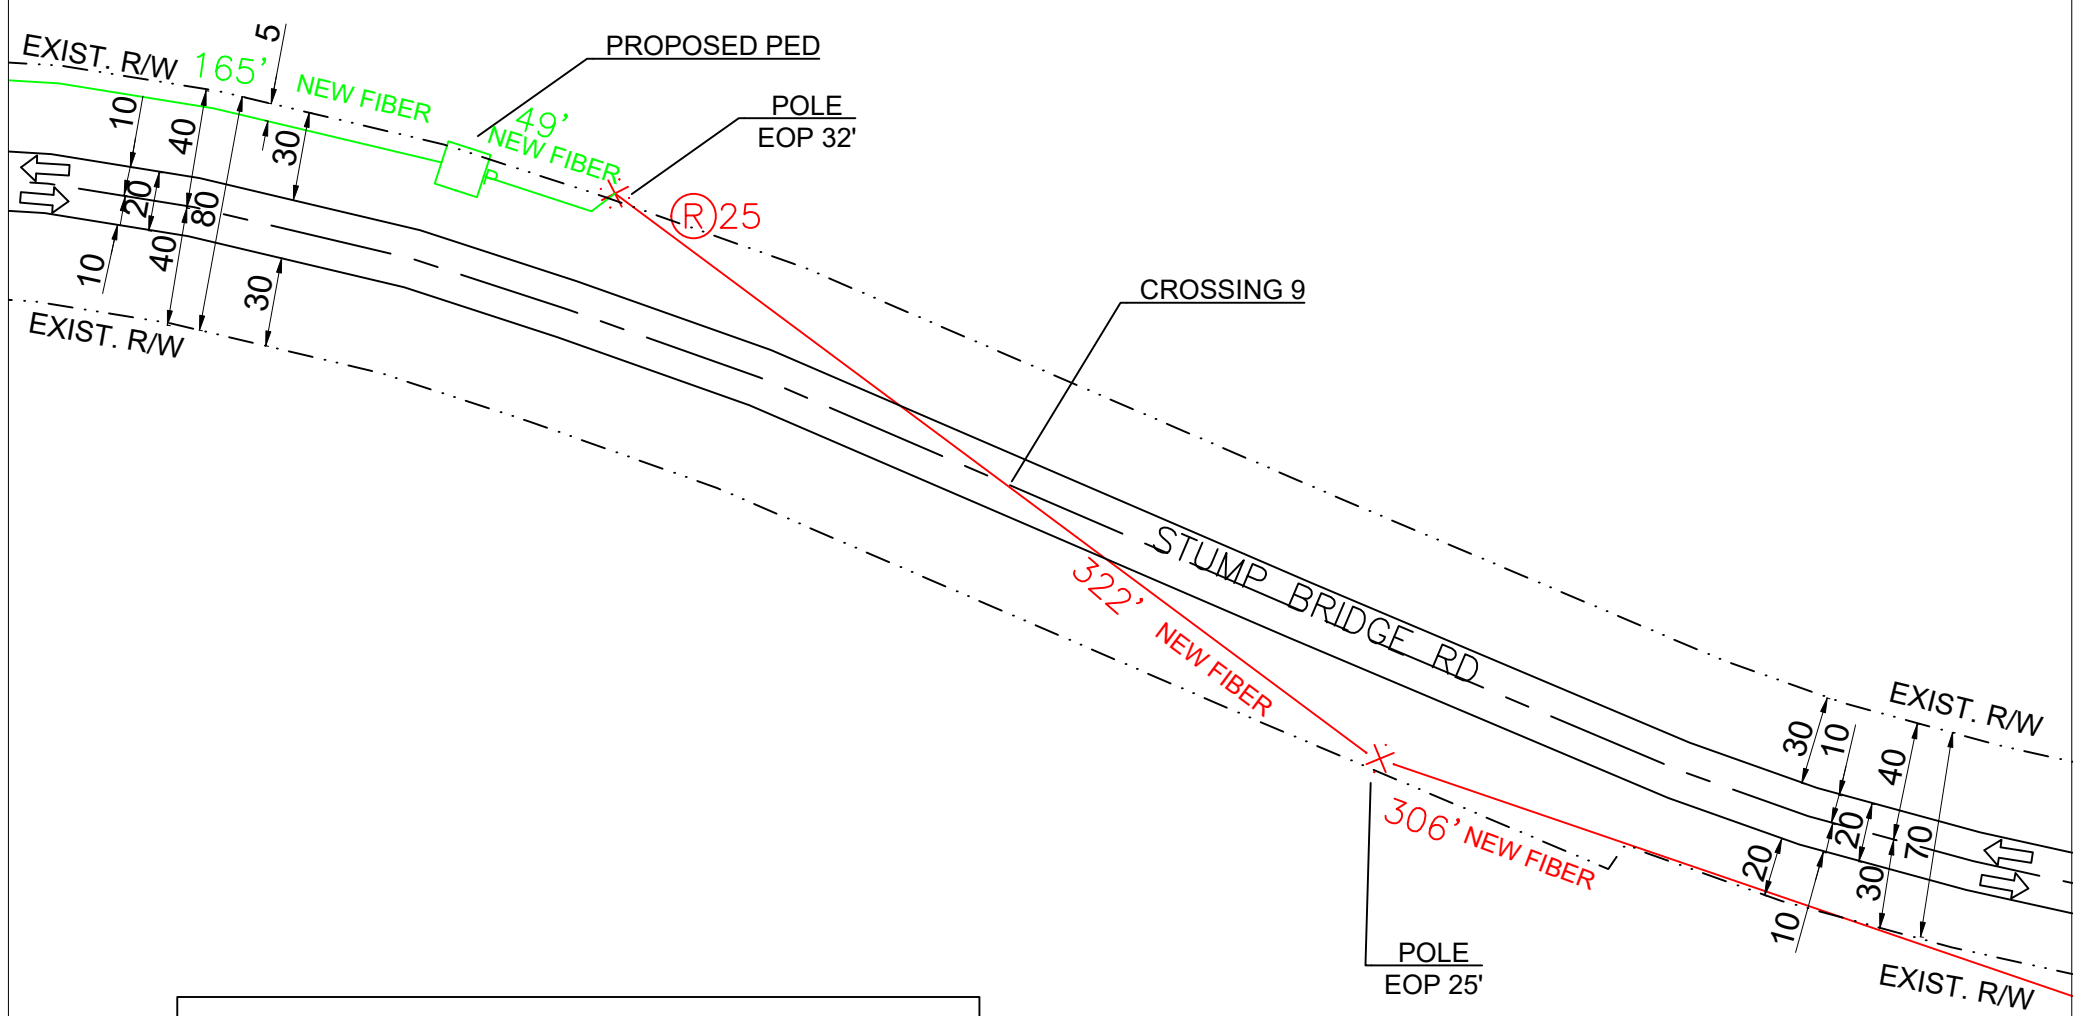 EXIST. R/W
165'
NEW FIBER
5
PROPOSED PED
49'
NEW FIBER
P
POLE
EOP 32'
R 25
10
40
30
20
80
10
40
30
EXIST. R/W
CROSSING 9
STUMP BRIDGE RD
322'
NEW FIBER
306' NEW FIBER
POLE
EOP 25'
EXIST. R/W
30
10
40
20
70
20
30
10
EXIST. R/W